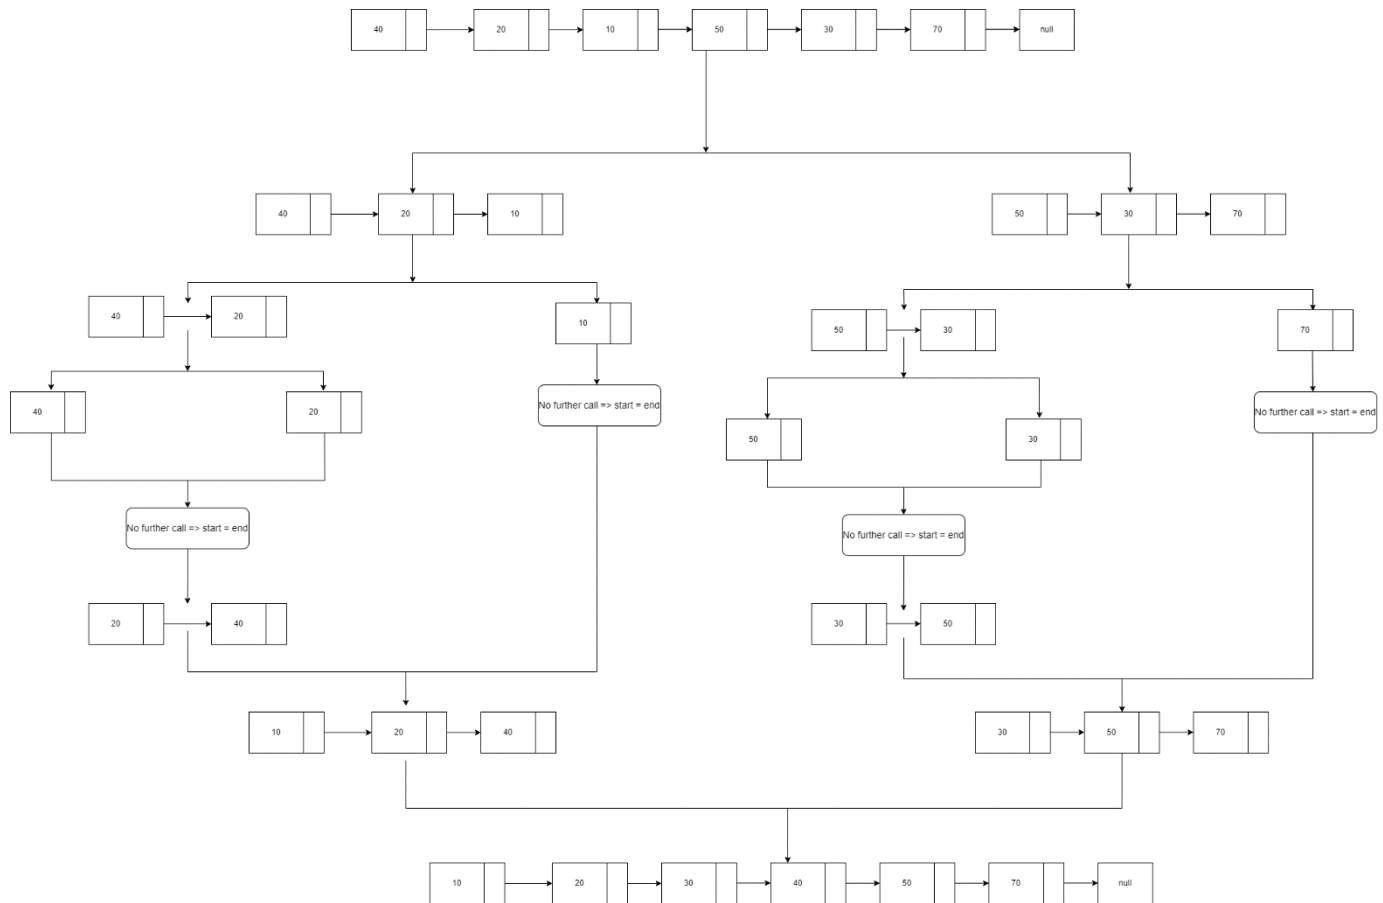 40 20 10 50 30 70 null
40 20 10 50 30 70
40 20 10 50 30 70
40 20 No further call => start = end 50 30 No further call => start = end
No further call => start = end No further call => start = end
20 40 30 50
10 20 40 30 50 70
10 20 30 40 50 70 null